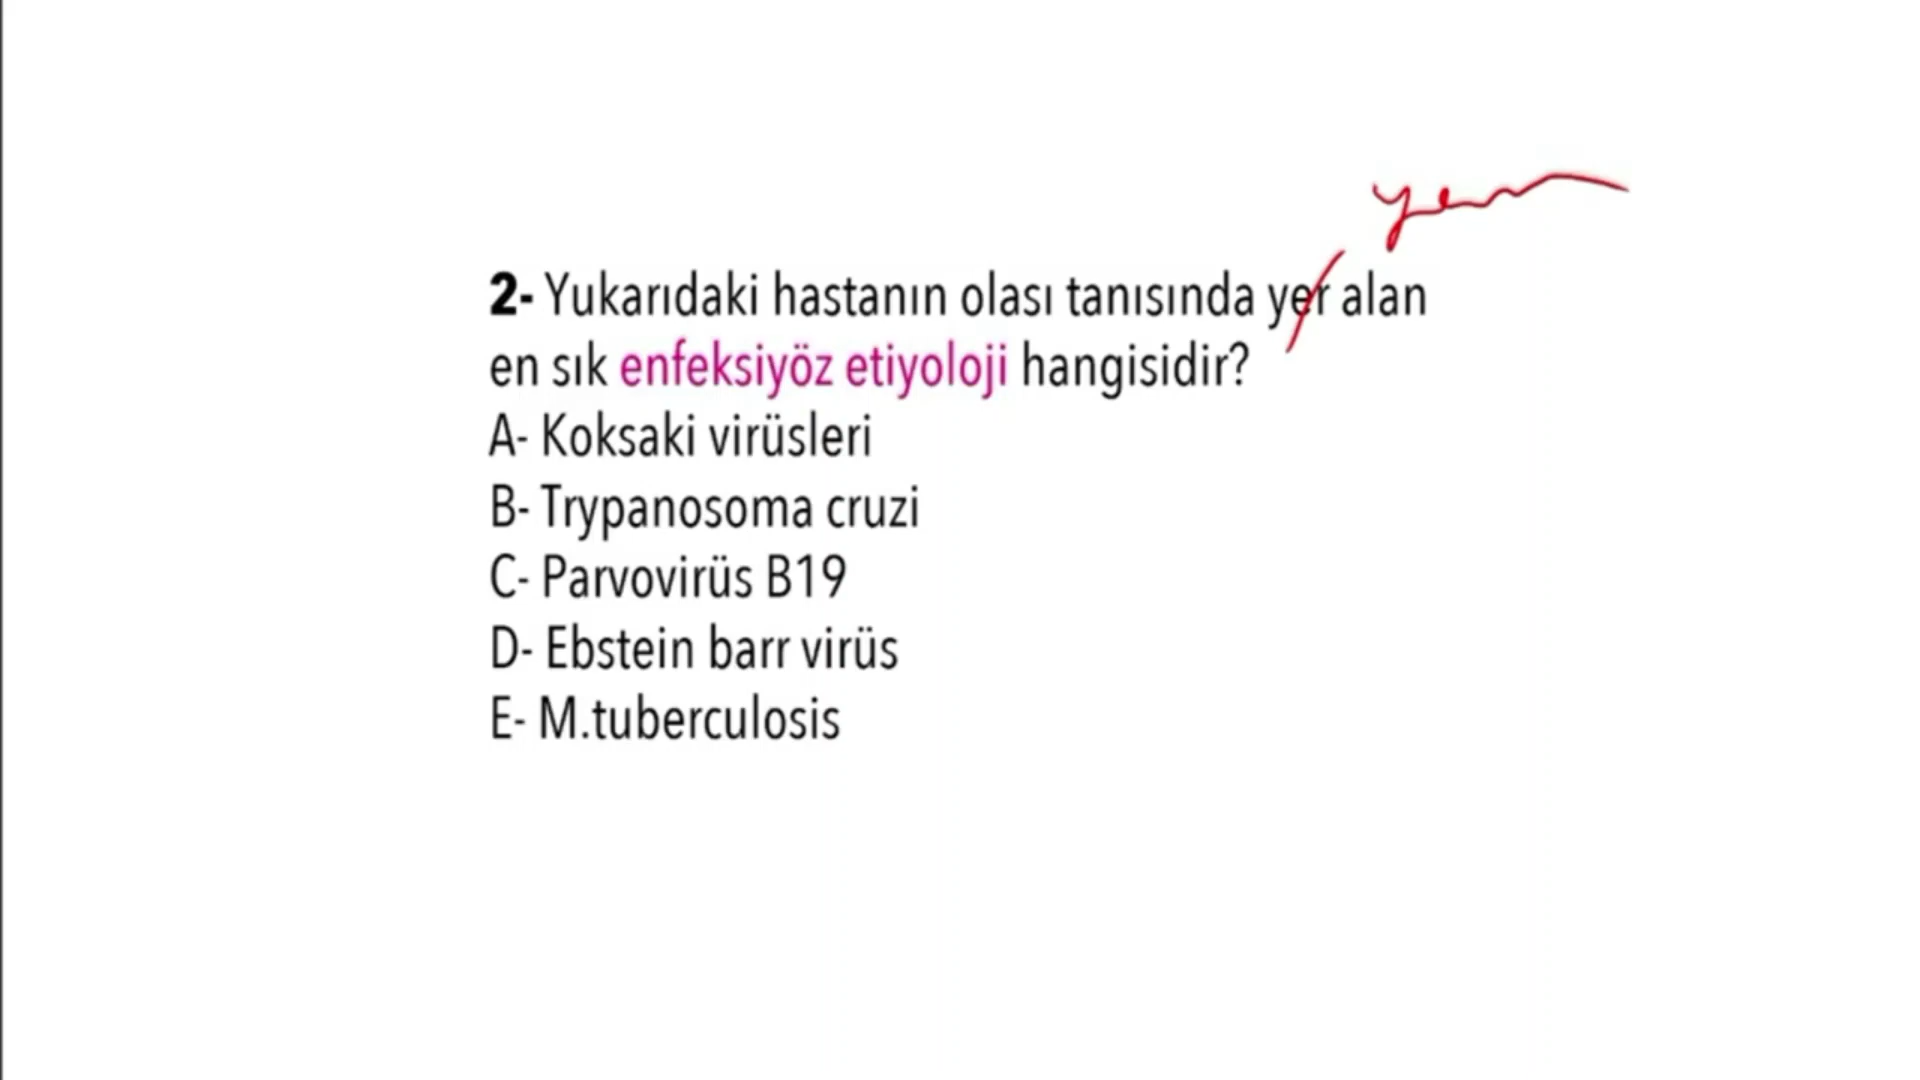 2- Yukarıdaki hastanın olası tanısında yer alan
en sık enfeksiyöz etiyoloji hangisidir?
A- Koksaki virüsleri
B- Trypanosoma cruzi
C- Parvovirüs B19
D- Ebstein barr virüs
E- M.tuberculosis